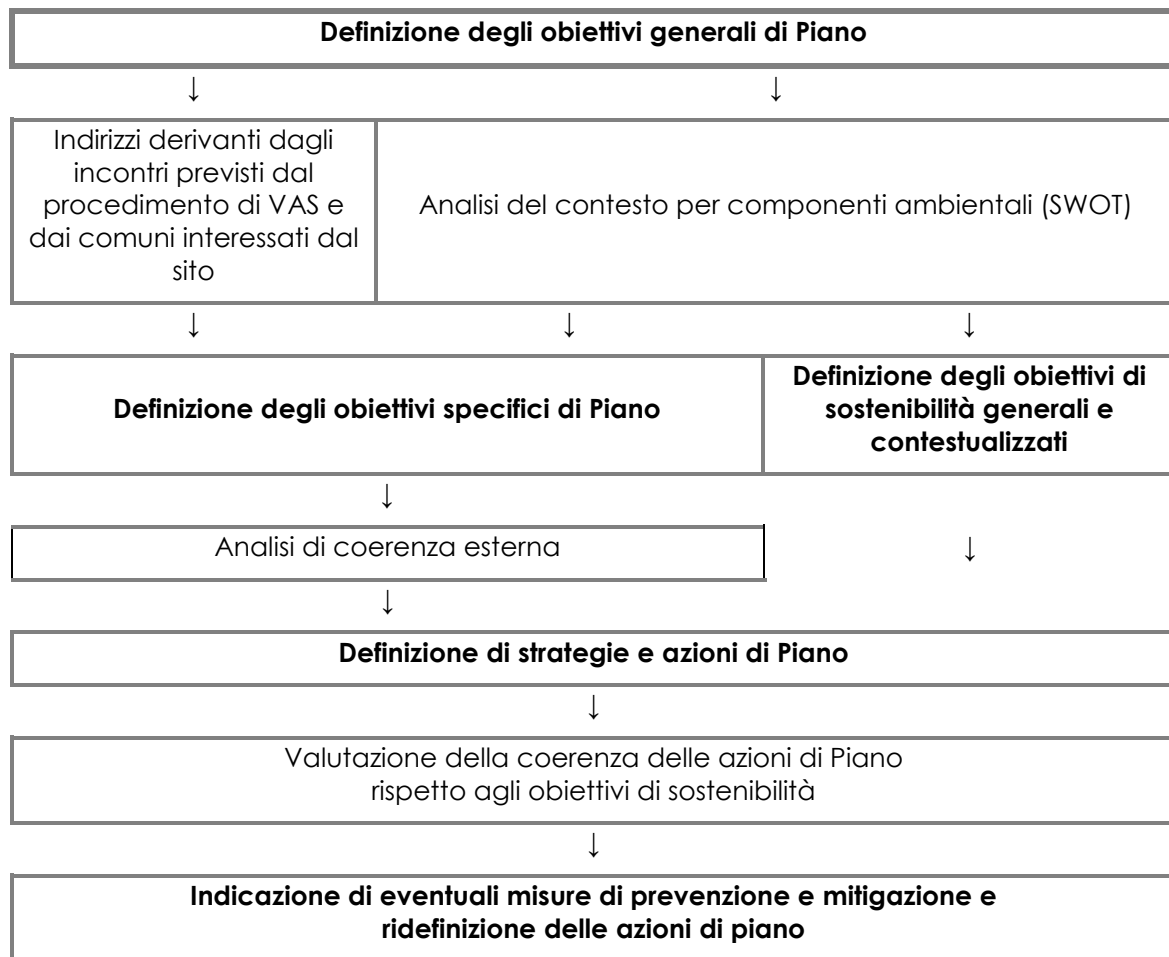 Definizione degli obiettivi generali di Piano
↓ ↓
Indirizzi derivanti dagli
incontri previsti dal
procedimento di VAS e
dai comuni interessati dal
sito
Analisi del contesto per componenti ambientali (SWOT)
↓ ↓ ↓
Definizione degli obiettivi specifici di Piano
Definizione degli obiettivi di
sostenibilità generali e
contestualizzati
↓
Analisi di coerenza esterna
↓
↓
Definizione di strategie e azioni di Piano
↓
Valutazione della coerenza delle azioni di Piano
rispetto agli obiettivi di sostenibilità
↓
Indicazione di eventuali misure di prevenzione e mitigazione e
ridefinizione delle azioni di piano